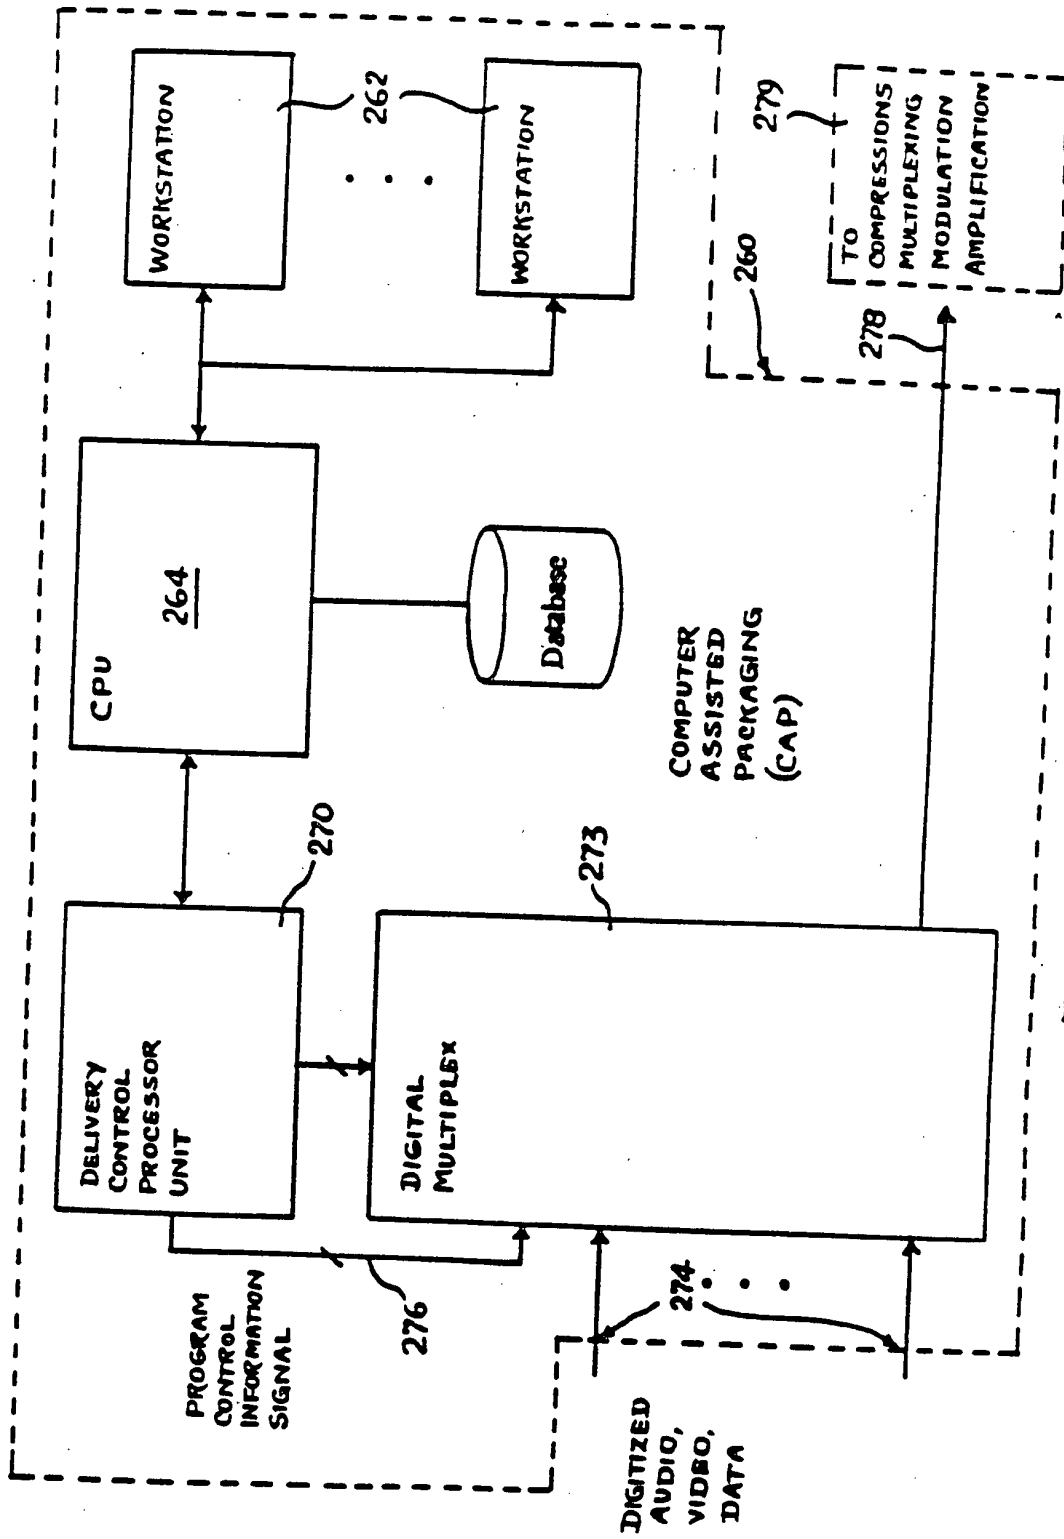 DELIVERY
CONTROL
PROCESSOR
UNIT
270
CPU
264
WORKSTATION
262
WORKSTATION
PROGRAM
CONTROL
INFORMATION
SIGNAL
276
DIGITAL
MULTIPLEX
273
Database
COMPUTER
ASSISTED
PACKAGING
(CAP)
260
274
DIGITIZED
AUDIO,
VIDEO,
DATA
278
279
TO
COMPRESSIONS
MULTIPLEXING
MODULATION
AMPLIFICATION